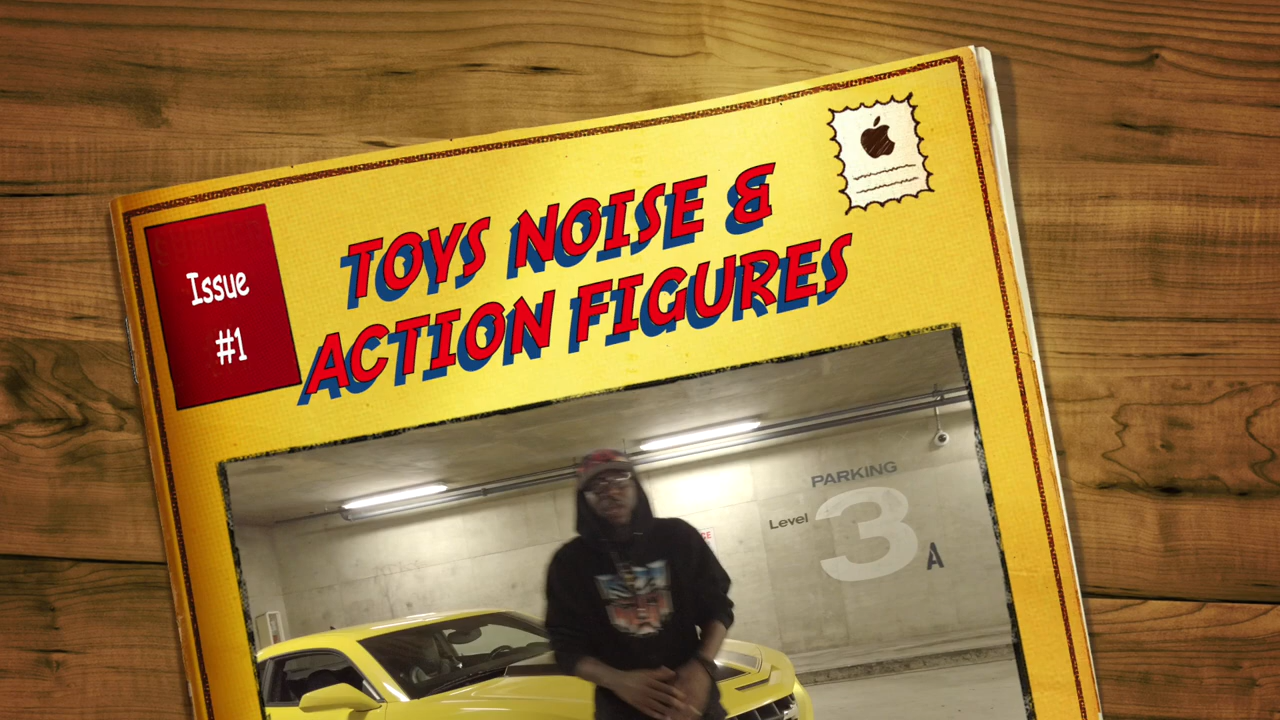 Issue
#1
TOYS NOISE &
ACTION FIGURES
PARKING
Level 3 A